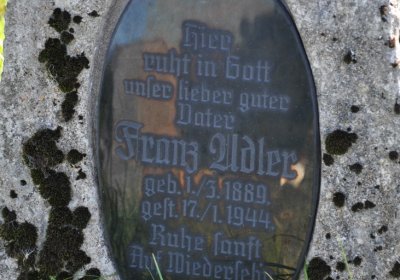 Hier
ruht in Gott
unser lieber guter
Vater
Franz Adler
geb. 1./3. 1889.
gest. 17./1. 1944.
Ruhe sanft
Auf Wiederseh